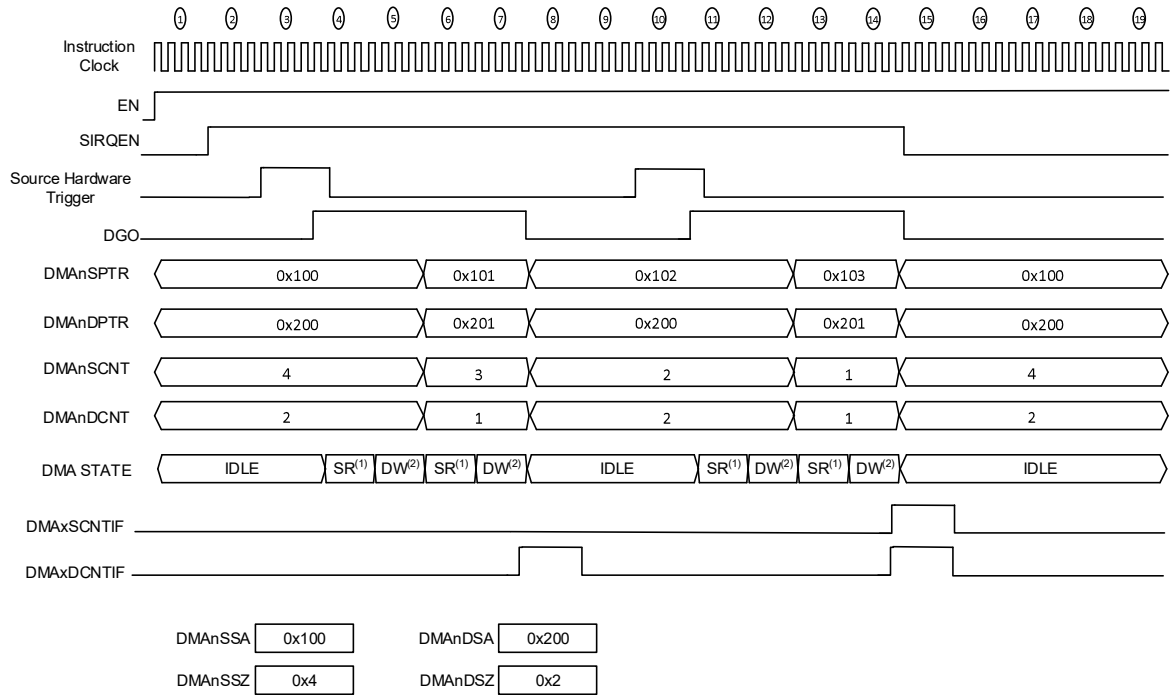 1 2 3 4 5 6 7 8 9 10 11 12 13 14 15 16 17 18 19
Instruction
Clock
EN
SIRQEN
Source Hardware
Trigger
DGO
DMAnSPTR 0x100 0x101 0x102 0x103 0x100
DMAnDPTR 0x200 0x201 0x200 0x201 0x200
DMAnSCNT 4 3 2 1 4
DMAnDCNT 2 1 2 1 2
DMA STATE IDLE SR(1) DW(2) SR(1) DW(2) IDLE SR(1) DW(2) SR(1) DW(2) IDLE
DMAxSCNTIF
DMAxDCNTIF
DMAnSSA 0x100 DMAnDSA 0x200
DMAnSSZ 0x4 DMAnDSZ 0x2